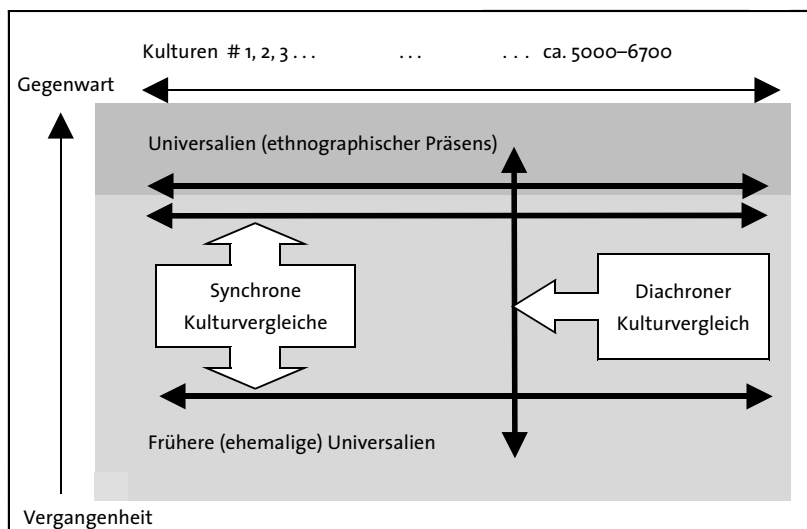 Kulturen # 1, 2, 3 . . . . . . . . . ca. 5000–6700
Gegenwart
Universalien (ethnographischer Präsens)
Synchrone
Kulturvergleiche
Diachroner
Kulturvergleich
Frühere (ehemalige) Universalien
Vergangenheit